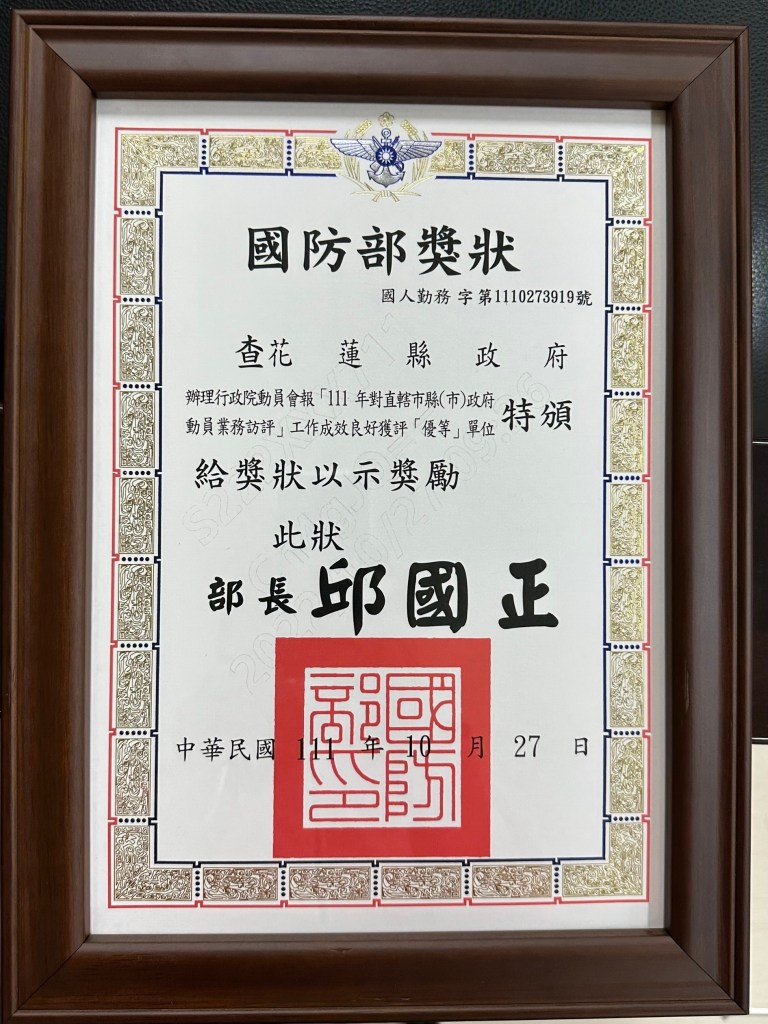 國防部獎狀
國人勤務 字 第1110273919號
查花蓮縣政府
辦理行政院動員會報「111 年對直轄市縣(市)政府
動員業務訪評」工作成效良好獲評「優等」單位 特頒
給獎狀以示獎勵
此狀
部長 邱國正
中華民國 111 年 10 月 27 日
國防部印